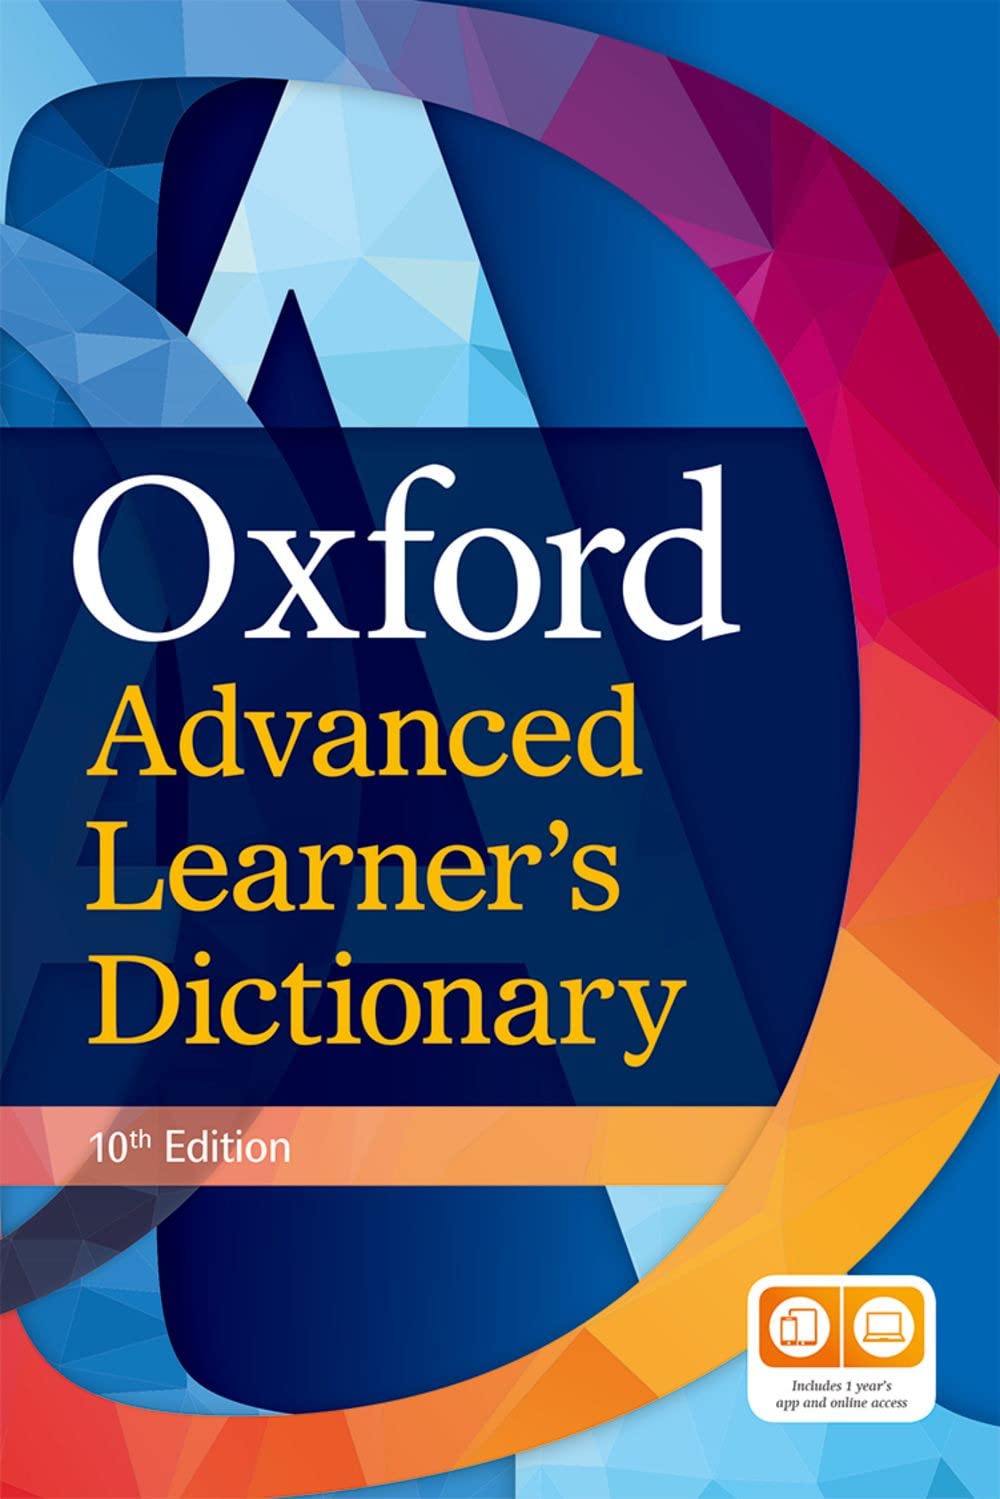 Oxford
Advanced
Learner’s
Dictionary
10th Edition
Includes 1 year’s
app and online access